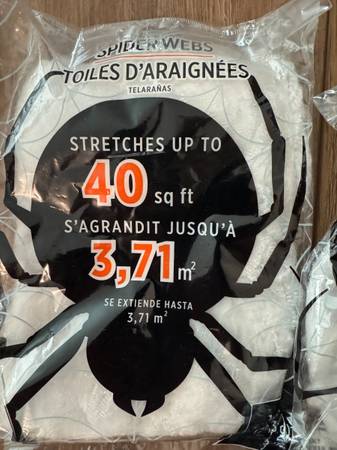 SPIDER WEBS
TOILES D'ARAIGNÉES
TELARAÑAS
STRETCHES UP TO
40 sq ft
S'AGRANDIT JUSQU'À
3,71 m²
SE EXTIENDE HASTA
3,71 m²